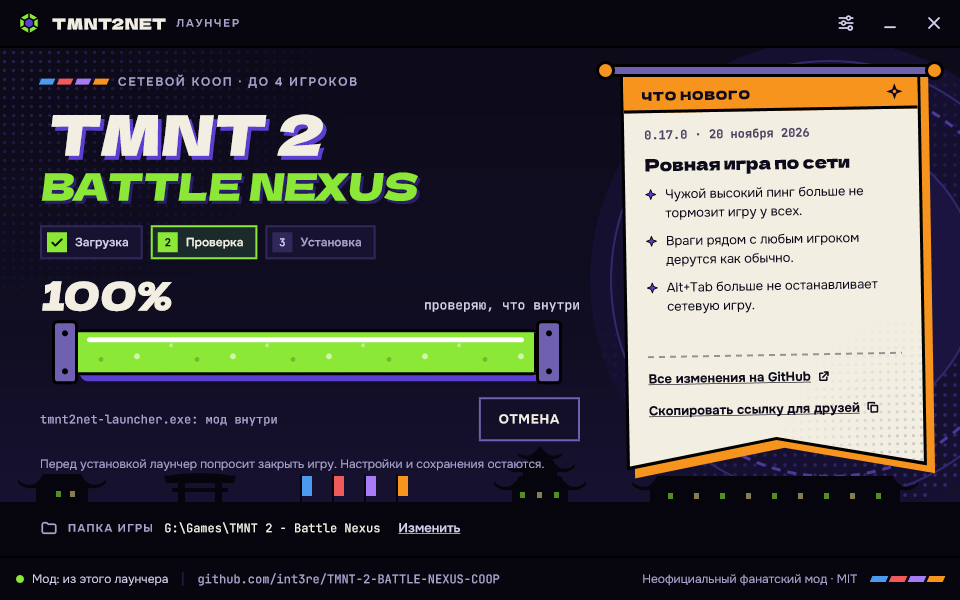 TMNT2NET ЛАУНЧЕР
СЕТЕВОЙ КООП · ДО 4 ИГРОКОВ
TMNT 2
BATTLE NEXUS
Загрузка
2 Проверка
3 Установка
100%
проверяю, что внутри
tmnt2net-launcher.exe: мод внутри
ОТМЕНА
Перед установкой лаунчер попросит закрыть игру. Настройки и сохранения остаются.
ЧТО НОВОГО
0.17.0 · 20 ноября 2026
Ровная игра по сети
Чужой высокий пинг больше не
тормозит игру у всех.
Враги рядом с любым игроком
дерутся как обычно.
Alt+Tab больше не останавливает
сетевую игру.
Все изменения на GitHub
Скопировать ссылку для друзей
ПАПКА ИГРЫ G:\Games\TMNT 2 - Battle Nexus Изменить
Мод: из этого лаунчера
github.com/int3re/TMNT-2-BATTLE-NEXUS-COOP
Неофициальный фанатский мод · MIT